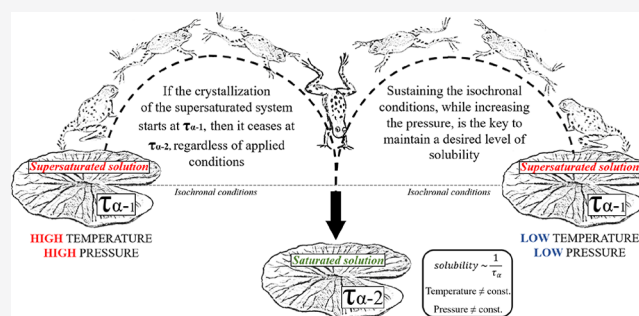 If the crystallization
of the supersaturated system
starts at τα-1, then it ceases at
τα-2, regardless of applied
conditions
Sustaining the isochronal
conditions, while increasing
the pressure, is the key to
maintain a desired level of
solubility
Supersaturated solution
τα-1
Isochronal conditions
Isochronal conditions
Supersaturated solution
τα-1
HIGH TEMPERATURE
HIGH PRESSURE
LOW TEMPERATURE
LOW PRESSURE
Saturated solution
τα-2
solubility ~ 1/τα
Temperature ≠ const.
Pressure ≠ const.